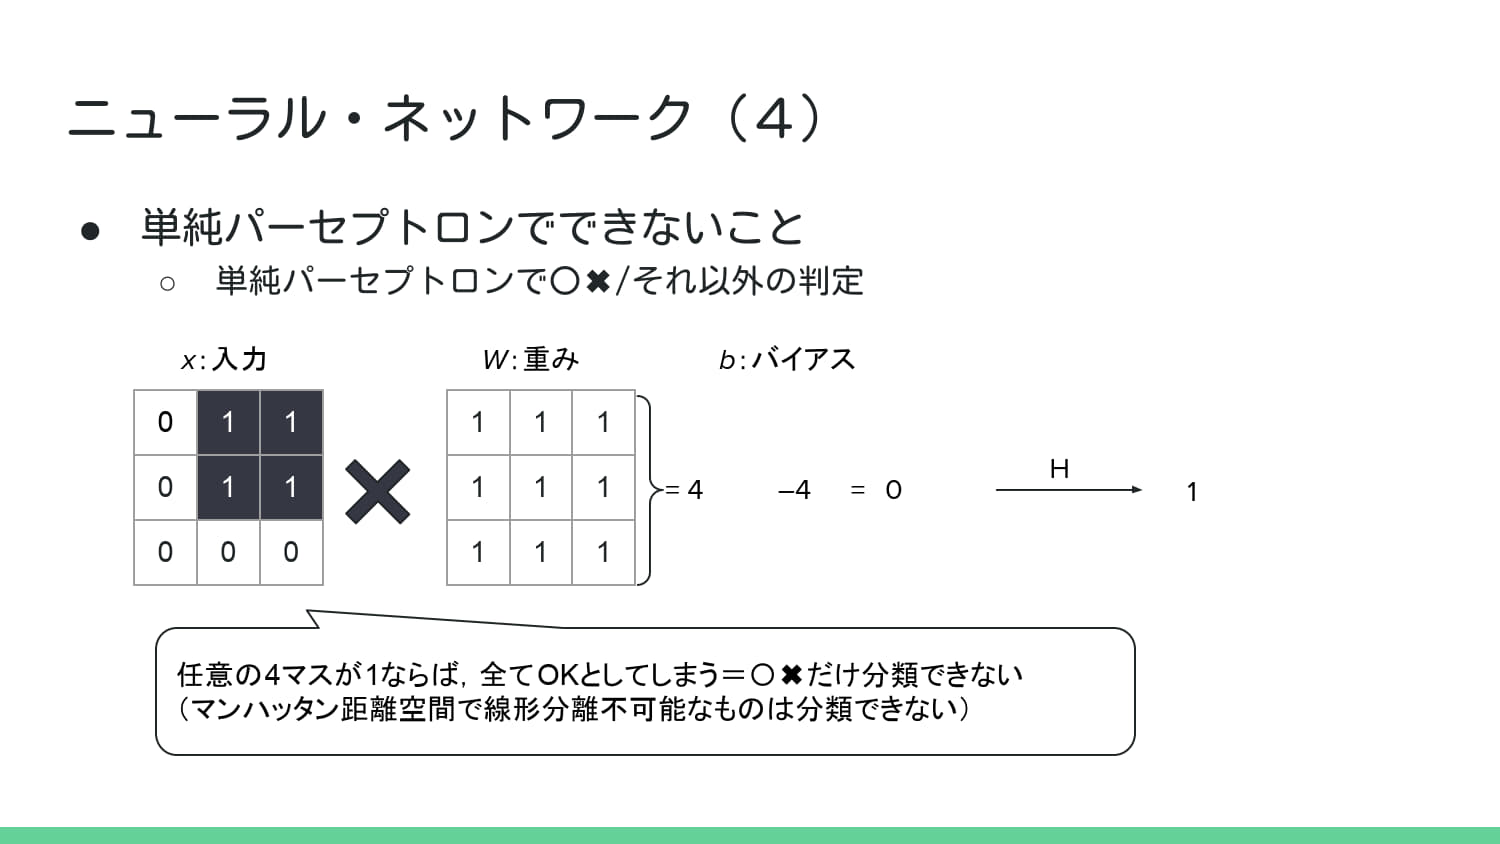 ニューラル・ネットワーク（4）
● 単純パーセプトロンでできないこと
○ 単純パーセプトロンで〇✖/それ以外の判定
x:入力 W:重み b:バイアス
0 1 1 1 1 1
0 1 1 ✖ 1 1 1 = 4 –4 = 0 H 1
0 0 0 1 1 1
任意の4マスが1ならば，全てOKとしてしまう＝〇✖だけ分類できない
（マンハッタン距離空間で線形分離不可能なものは分類できない）